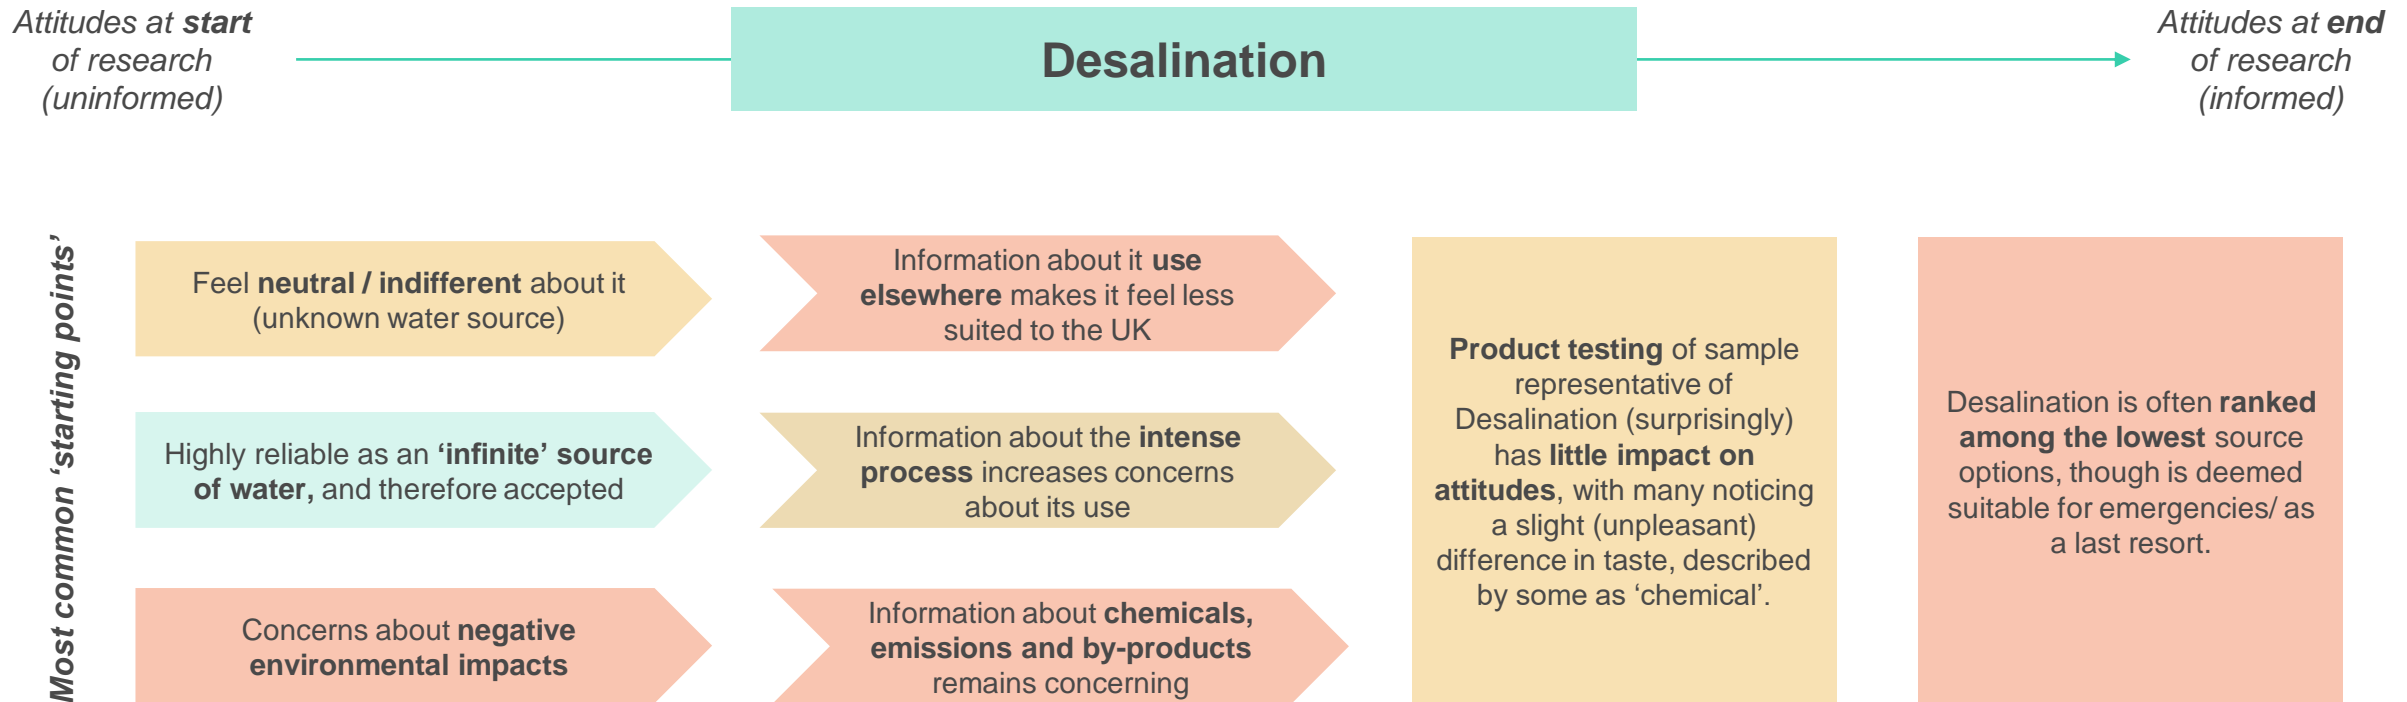 Attitudes at start
of research
(uninformed)
Desalination
Attitudes at end
of research
(informed)
Most common ‘starting points’
Feel neutral / indifferent about it
(unknown water source)
Information about it use
elsewhere makes it feel less
suited to the UK
Highly reliable as an ‘infinite’ source
of water, and therefore accepted
Information about the intense
process increases concerns
about its use
Concerns about negative
environmental impacts
Information about chemicals,
emissions and by-products
remains concerning
Product testing of sample
representative of
Desalination (surprisingly)
has little impact on
attitudes, with many noticing
a slight (unpleasant)
difference in taste, described
by some as ‘chemical’.
Desalination is often ranked
among the lowest source
options, though is deemed
suitable for emergencies/ as
a last resort.